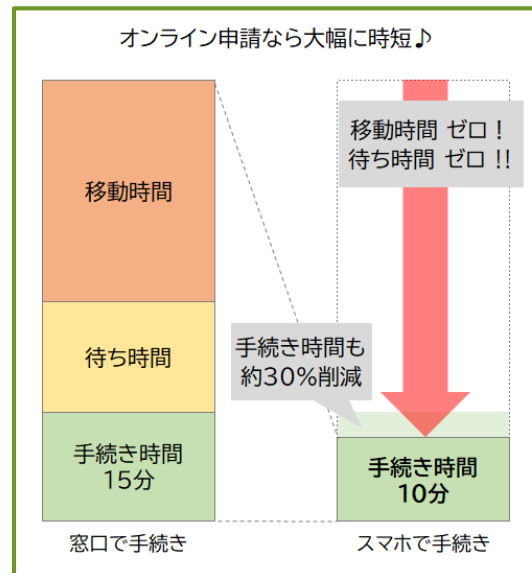 オンライン申請なら大幅に時短♪
移動時間
待ち時間
手続き時間
15分
窓口で手続き
移動時間 ゼロ！
待ち時間 ゼロ !!
手続き時間も
約30%削減
手続き時間
10分
スマホで手続き